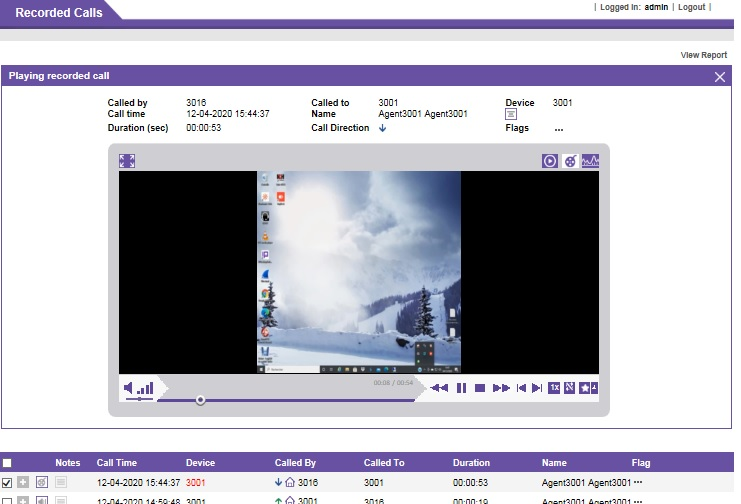 Recorded Calls
| Logged in: admin | Logout |
View Report
Playing recorded call
Called by 3016 Called to 3001 Device 3001
Call time 12-04-2020 15:44:37 Name Agent3001 Agent3001
Duration (sec) 00:00:53 Call Direction Flags ...
00:08 / 00:54
1x
Notes Call Time Device Called By Called To Duration Name Flag
12-04-2020 15:44:37 3001 3016 3001 00:00:53 Agent3001 Agent3001 ...
12-04-2020 14:59:48 3001 3001 3016 00:00:19 Agent3001 Agent3001 ...